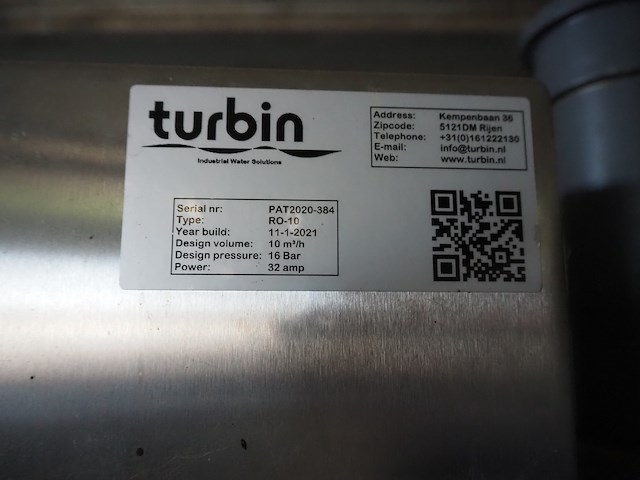 turbin
Industrial Water Solutions
Address: Kempenbaan 36
Zipcode: 5121DM Rijen
Telephone: +31(0)161222130
E-mail: info@turbin.nl
Web: www.turbin.nl
Serial nr: PAT2020-384
Type: RO-10
Year build: 11-1-2021
Design volume: 10 m³/h
Design pressure: 16 Bar
Power: 32 amp